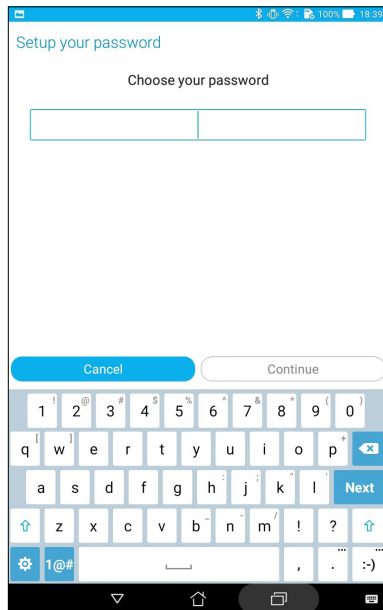 100% 18:39
Setup your password
Choose your password
Cancel Continue
! @ # $ % ^ & * ( )
1 2 3 4 5 6 7 8 9 0
[ ] +
q w e r t y u i o p
: ; " '
a s d f g h j k l Next
_ - /
z x c v b n m ! ?
1@# , . :-)